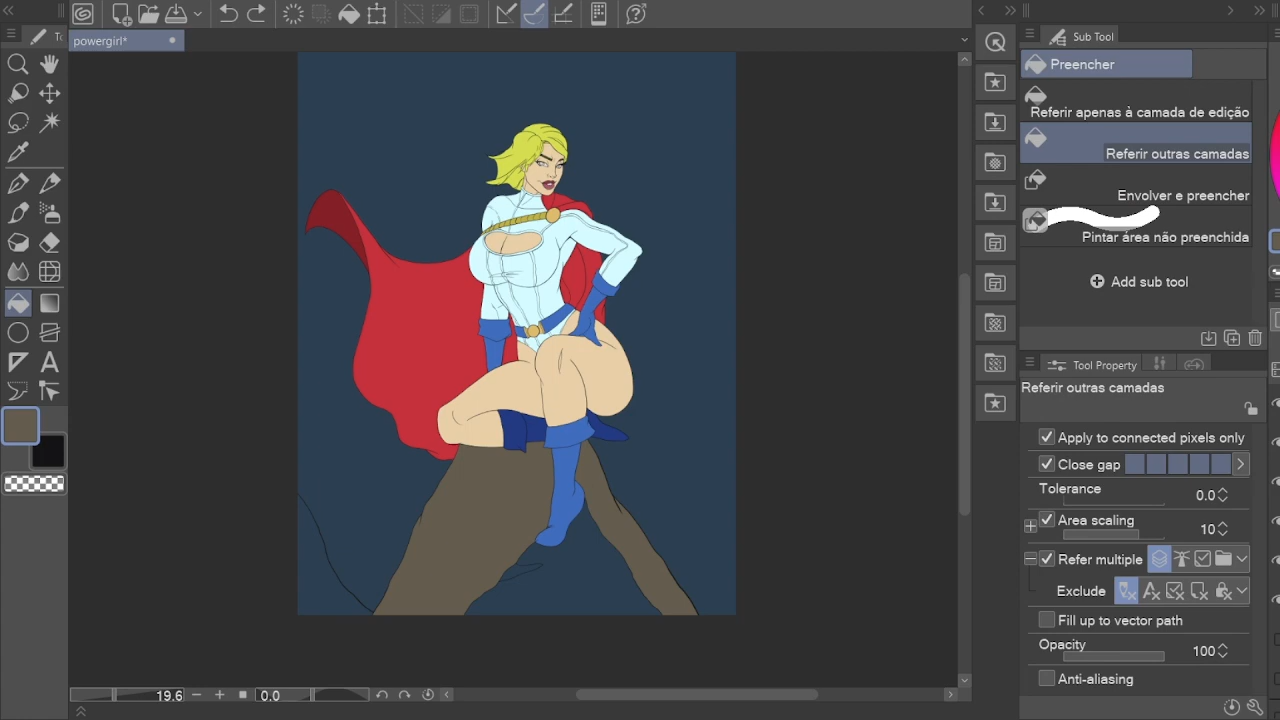 To
powergirl*
Sub Tool
Preencher
Referir apenas à camada de edição
Referir outras camadas
Envolver e preencher
Pintar área não preenchida
Add sub tool
Tool Property
Referir outras camadas
Apply to connected pixels only
Close gap
Tolerance 0.0
Area scaling 10
Refer multiple
Exclude
Fill up to vector path
Opacity 100
Anti-aliasing
19.6 0.0